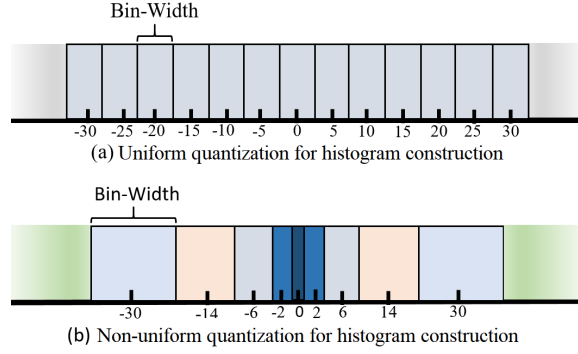 Bin-Width
-30 -25 -20 -15 -10 -5 0 5 10 15 20 25 30
(a) Uniform quantization for histogram construction
Bin-Width
-30 -14 -6 -2 0 2 6 14 30
(b) Non-uniform quantization for histogram construction